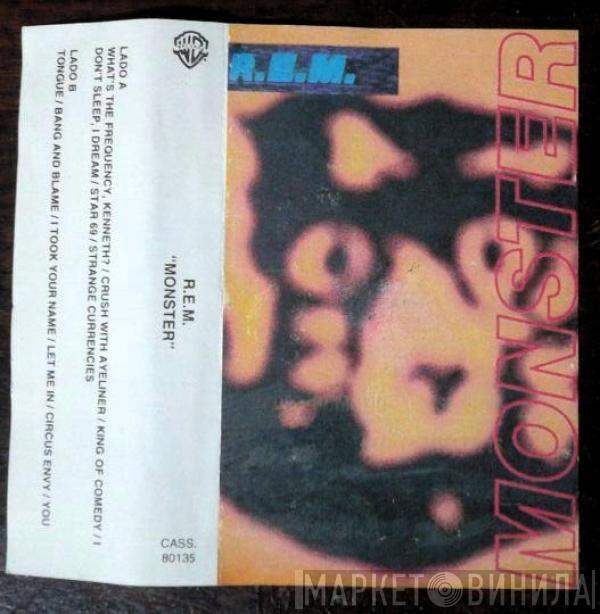 LADO A
WHAT'S THE FREQUENCY, KENNETH? / CRUSH WITH AYELINER / KING OF COMEDY / I
DON'T SLEEP, I DREAM / STAR 69 / STRANGE CURRENCIES
LADO B
TONGUE / BANG AND BLAME / I TOOK YOUR NAME / LET ME IN / CIRCUS ENVY / YOU
R.E.M.
"MONSTER"
CASS.
80135
R.E.M.
MONSTER
МАРКЕТ ВИНИЛА